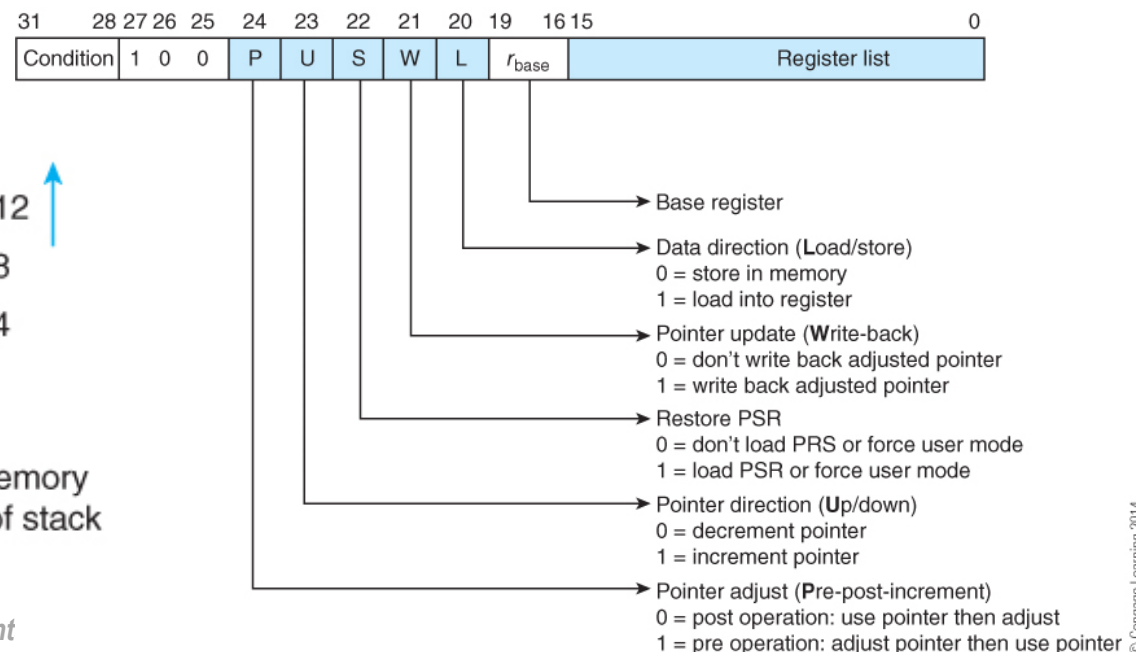 31 28 27 26 25 24 23 22 21 20 19 16 15 0
Condition 1 0 0 P U S W L rbase Register list
12
3
4
emory
of stack
nt
Base register
Data direction (Load/store)
0 = store in memory
1 = load into register
Pointer update (Write-back)
0 = don't write back adjusted pointer
1 = write back adjusted pointer
Restore PSR
0 = don't load PRS or force user mode
1 = load PSR or force user mode
Pointer direction (Up/down)
0 = decrement pointer
1 = increment pointer
Pointer adjust (Pre-post-increment)
0 = post operation: use pointer then adjust
1 = pre operation: adjust pointer then use pointer
© Cengage Learning 2014